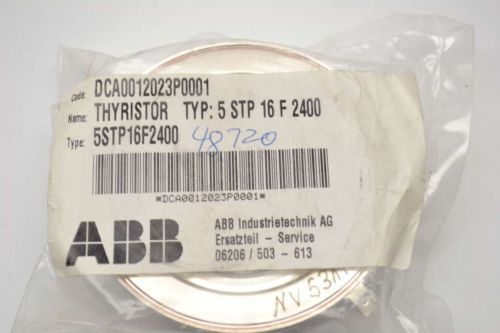 Code: DCA0012023P0001
Name: THYRISTOR TYP: 5 STP 16 F 2400
Type: 5STP16F2400 48720
*DCA0012023P0001*
ABB
ABB Industrietechnik AG
Ersatzteil - Service
06206 / 503 - 613